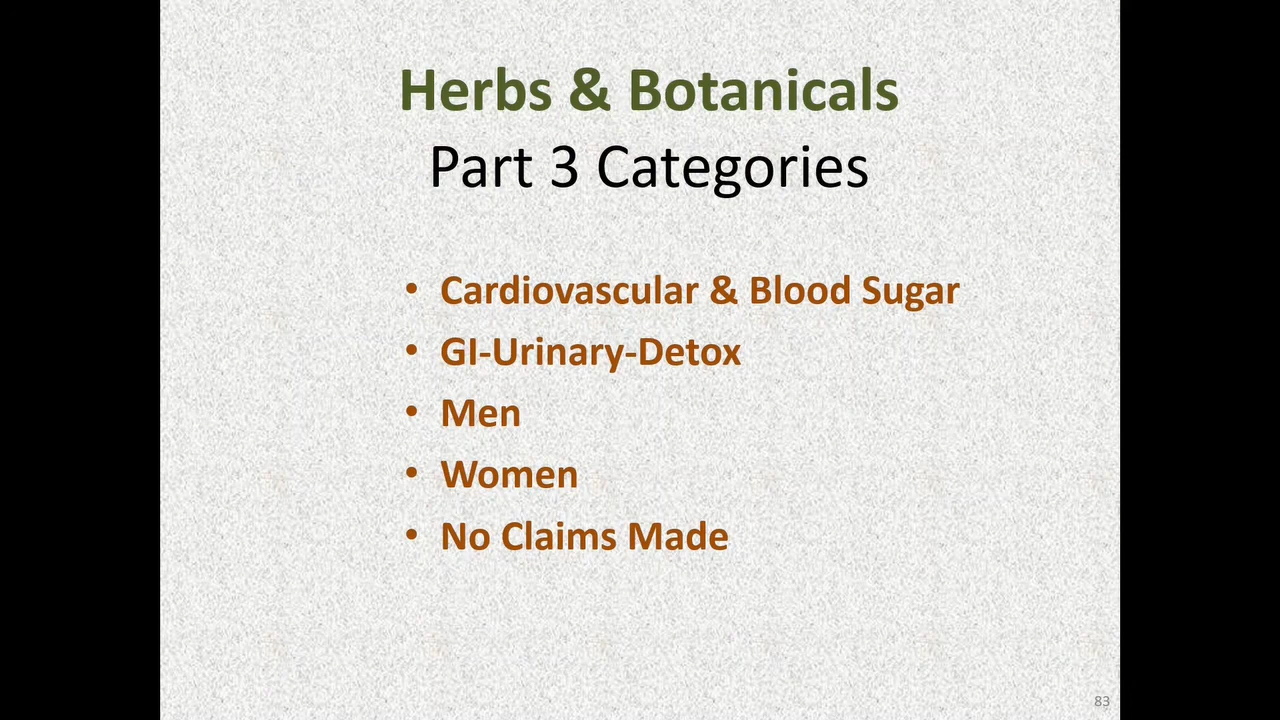 Herbs & Botanicals
Part 3 Categories
• Cardiovascular & Blood Sugar
• GI-Urinary-Detox
• Men
• Women
• No Claims Made
83